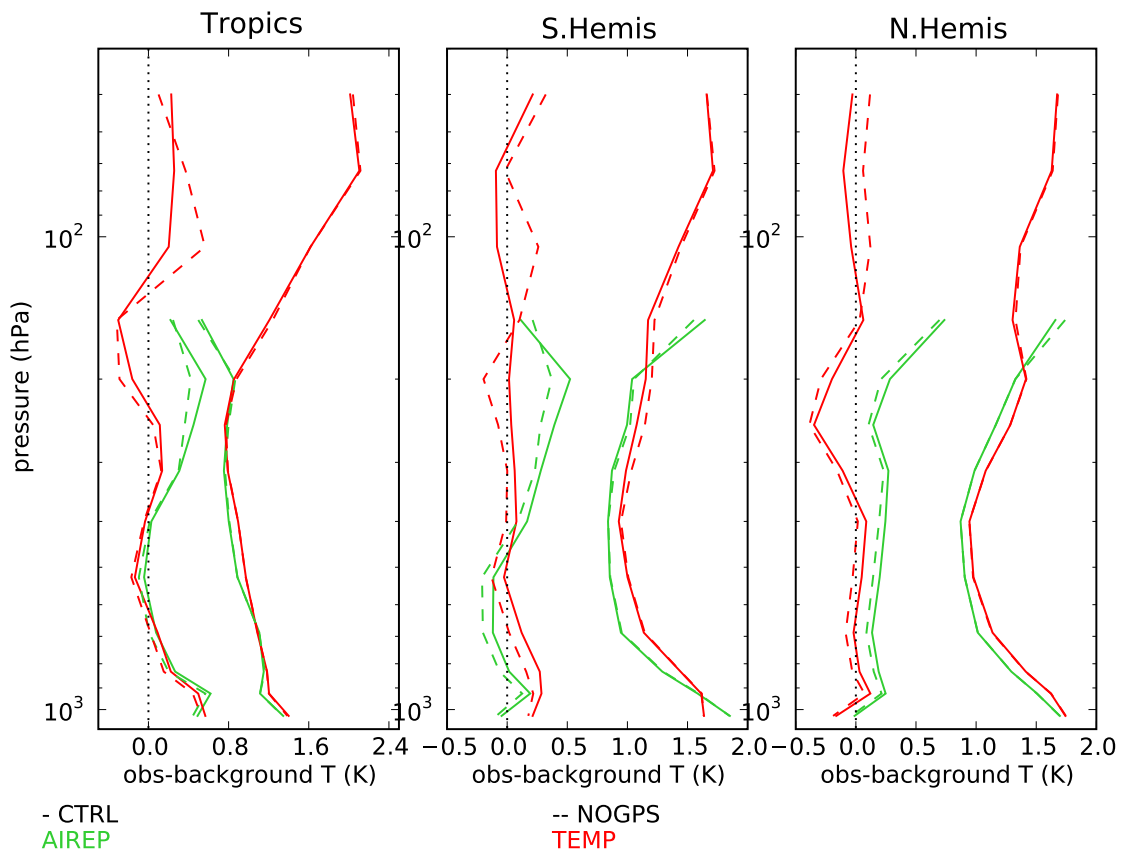 Tropics S.Hemis N.Hemis
10² 10² 10²
pressure (hPa)
10³ 10³ 10³
0.0 0.8 1.6 2.4 −0.5 0.0 0.5 1.0 1.5 2.0 −0.5 0.0 0.5 1.0 1.5 2.0
obs-background T (K) obs-background T (K) obs-background T (K)
- CTRL -- NOGPS
AIREP TEMP